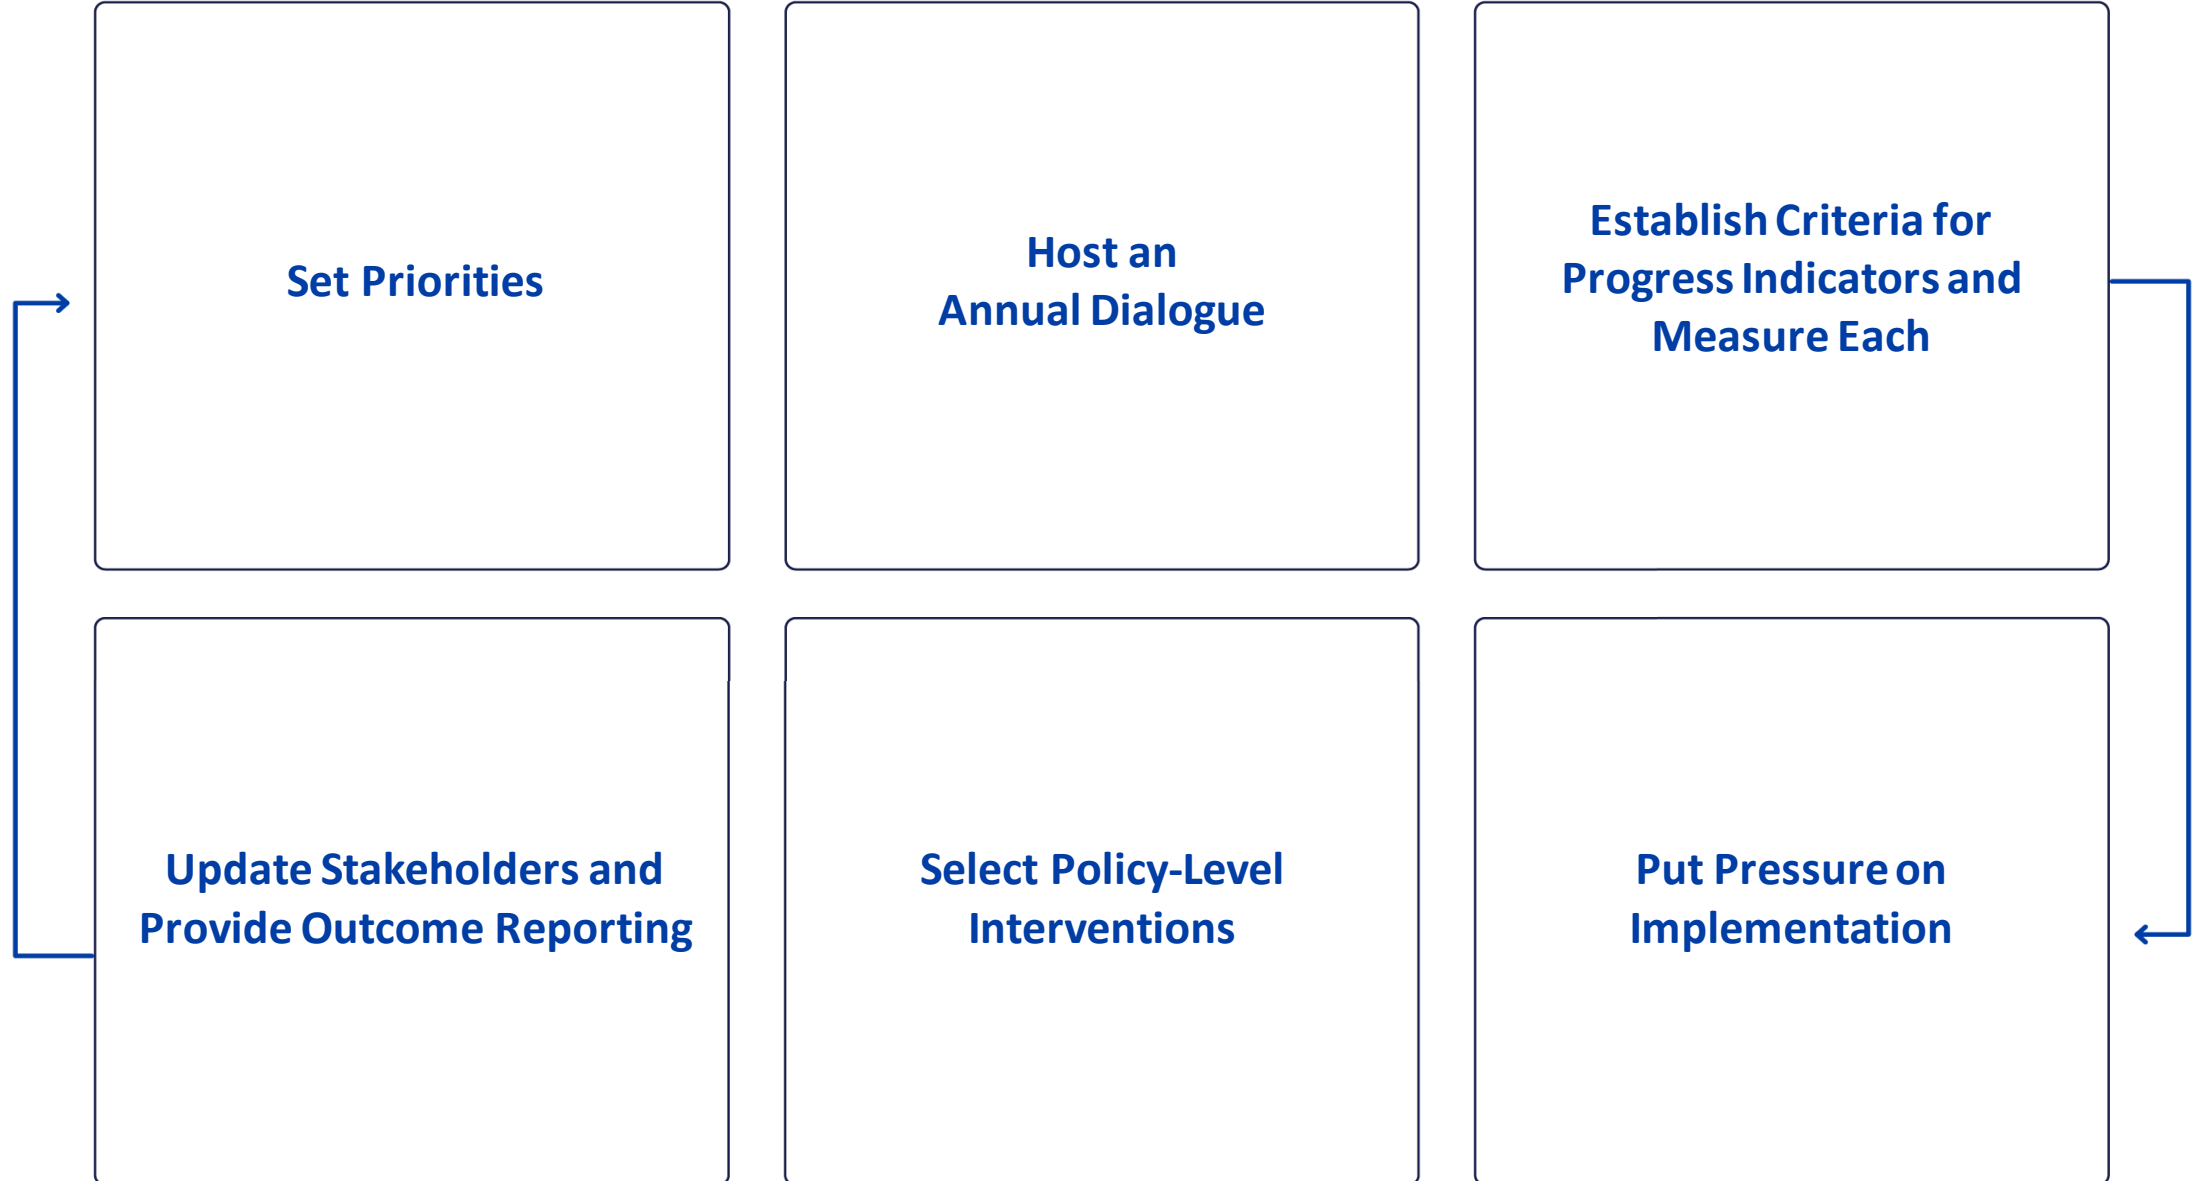 Set Priorities
Host an
Annual Dialogue
Establish Criteria for
Progress Indicators and
Measure Each
Update Stakeholders and
Provide Outcome Reporting
Select Policy-Level
Interventions
Put Pressure on
Implementation